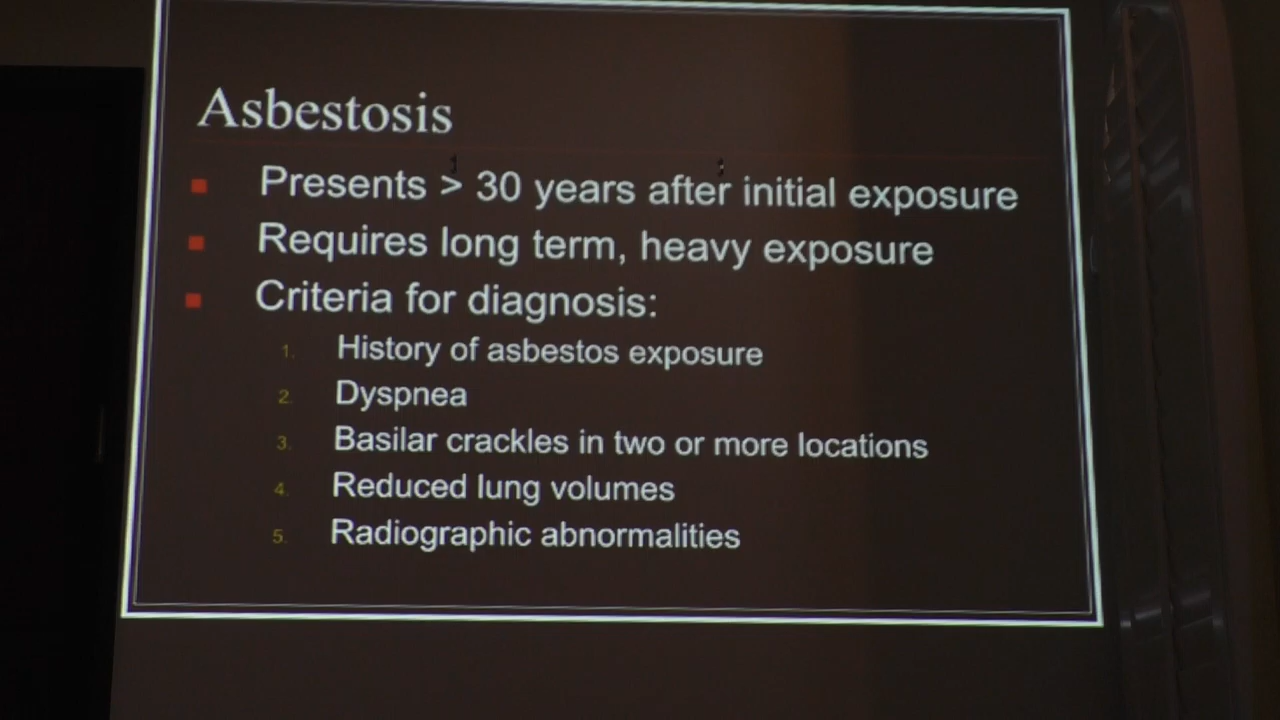 Asbestosis
Presents > 30 years after initial exposure
Requires long term, heavy exposure
Criteria for diagnosis:
1. History of asbestos exposure
2. Dyspnea
3. Basilar crackles in two or more locations
4. Reduced lung volumes
5. Radiographic abnormalities